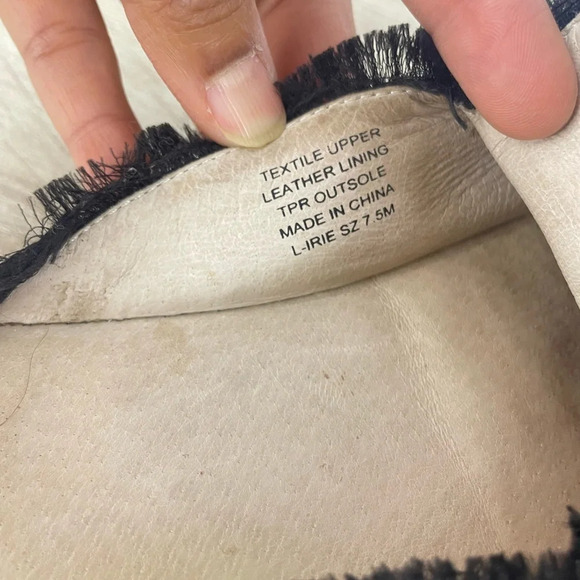 TEXTILE UPPER
LEATHER LINING
TPR OUTSOLE
MADE IN CHINA
L-IRIE SZ 7.5M